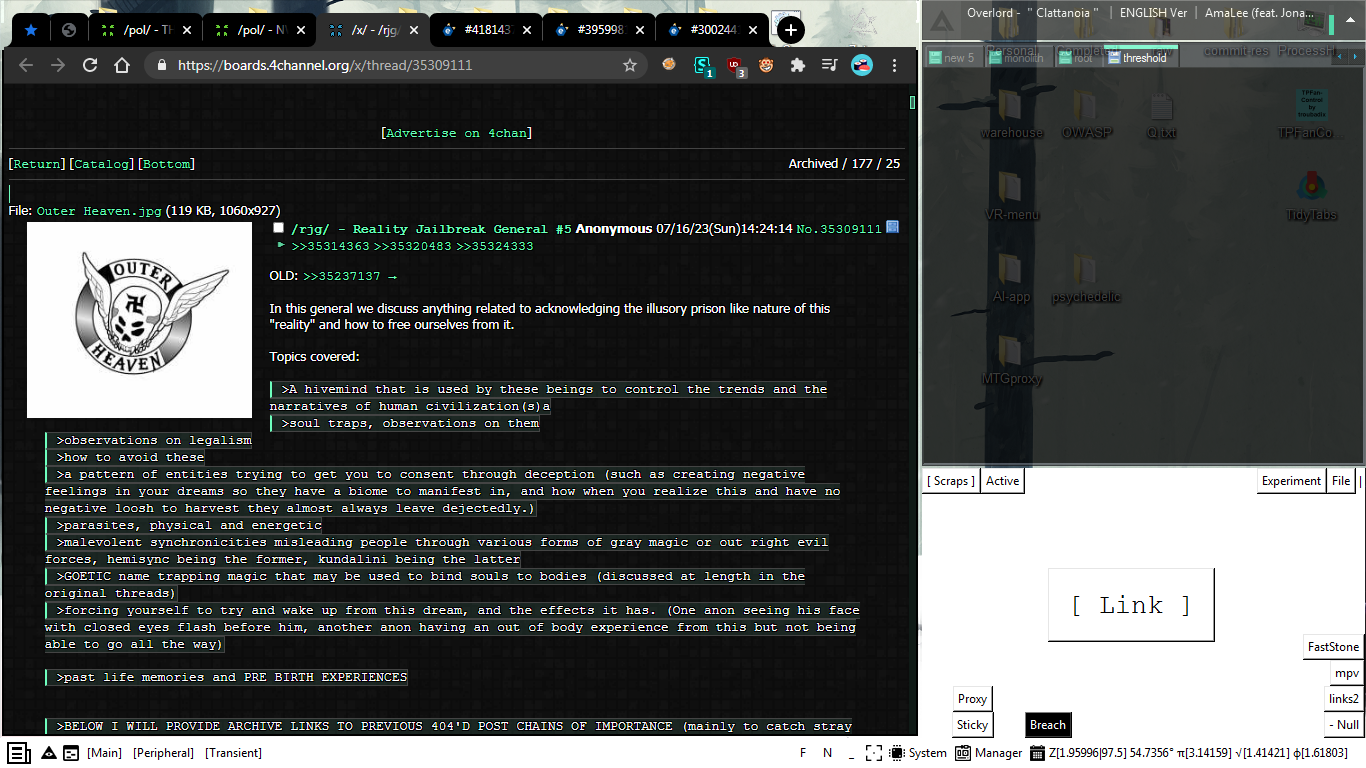 /pol/ - TH
/pol/ - NV
/x/ - /rjg/
#418143
#395998
#300244
https://boards.4channel.org/x/thread/35309111
1
3
[Advertise on 4chan]
[Return] [Catalog] [Bottom]
Archived / 177 / 25
File: Outer Heaven.jpg (119 KB, 1060x927)
OUTER
HEAVEN
/rjg/ - Reality Jailbreak General #5 Anonymous 07/16/23(Sun)14:24:14 No.35309111
>>35314363 >>35320483 >>35324333
OLD: >>35237137 →
In this general we discuss anything related to acknowledging the illusory prison like nature of this
"reality" and how to free ourselves from it.
Topics covered:
>A hivemind that is used by these beings to control the trends and the
narratives of human civilization(s)a
>soul traps, observations on them
>observations on legalism
>how to avoid these
>a pattern of entities trying to get you to consent through deception (such as creating negative
feelings in your dreams so they have a biome to manifest in, and how when you realize this and have no
negative loosh to harvest they almost always leave dejectedly.)
>parasites, physical and energetic
>malevolent synchronicities misleading people through various forms of gray magic or out right evil
forces, hemisync being the former, kundalini being the latter
>GOETIC name trapping magic that may be used to bind souls to bodies (discussed at length in the
original threads)
>forcing yourself to try and wake up from this dream, and the effects it has. (One anon seeing his face
with closed eyes flash before him, another anon having an out of body experience from this but not being
able to go all the way)
>past life memories and PRE BIRTH EXPERIENCES
>BELOW I WILL PROVIDE ARCHIVE LINKS TO PREVIOUS 404'D POST CHAINS OF IMPORTANCE (mainly to catch stray
Overlord - " Clattanoia " | ENGLISH Ver | AmaLee (feat. Jona...
Personal
commit-res
new 5
monolith
root
threshold
warehouse
OWASP
Q.txt
TPFan
Control
by
troubadix
TPFanCo...
VR-menu
TidyTabs
AI-app
psychedelic
MTGproxy
[ Scraps ]
Active
Experiment
File
|
[ Link ]
FastStone
mpv
Proxy
links2
Sticky
Breach
- Null
[Main]
[Peripheral]
[Transient]
F
N
_
System
Manager
Z[1.95996|97.5] 54.7356° π[3.14159] √[1.41421] ϕ[1.61803]